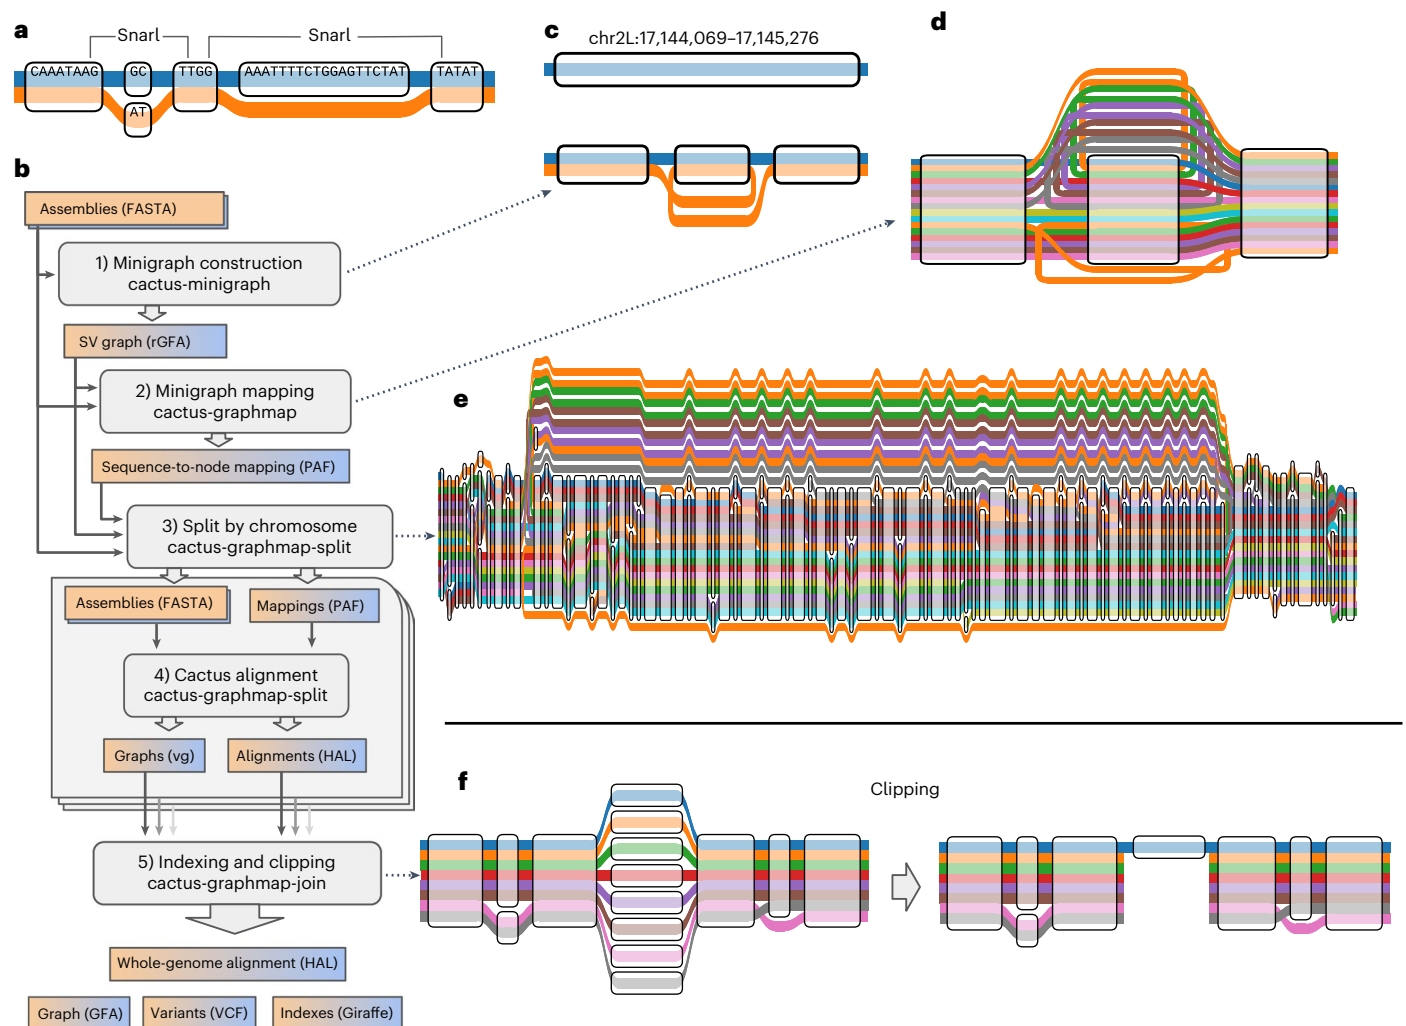 a
Snarl
Snarl
CAAATAAG
GC
TTGG
AAATTTTCTGGAGTTCTAT
TATAT
AT
b
Assemblies (FASTA)
1) Minigraph construction
cactus-minigraph
SV graph (rGFA)
2) Minigraph mapping
cactus-graphmap
Sequence-to-node mapping (PAF)
3) Split by chromosome
cactus-graphmap-split
Assemblies (FASTA)
Mappings (PAF)
4) Cactus alignment
cactus-graphmap-split
Graphs (vg)
Alignments (HAL)
5) Indexing and clipping
cactus-graphmap-join
Whole-genome alignment (HAL)
Graph (GFA)
Variants (VCF)
Indexes (Giraffe)
c
chr2L:17,144,069–17,145,276
d
e
f
Clipping